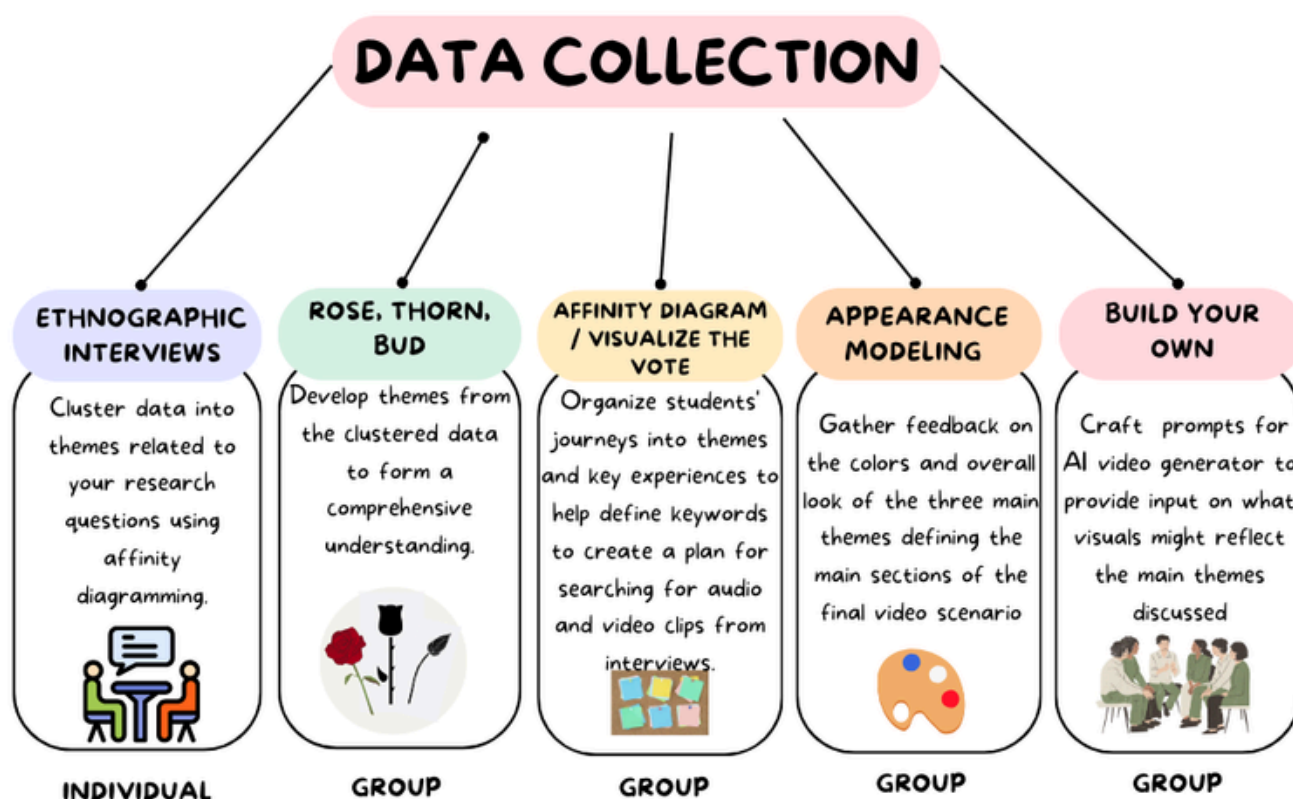 DATA COLLECTION
ETHNOGRAPHIC
INTERVIEWS
Cluster data into
themes related to
your research
questions using
affinity
diagramming.
INDIVIDUAL
ROSE, THORN,
BUD
Develop themes from
the clustered data
to form a
comprehensive
understanding.
GROUP
AFFINITY DIAGRAM
/ VISUALIZE THE
VOTE
Organize students'
journeys into themes
and key experiences to
help define keywords
to create a plan for
searching for audio
and video clips from
interviews.
GROUP
APPEARANCE
MODELING
Gather feedback on
the colors and overall
look of the three main
themes defining the
main sections of the
final video scenario
GROUP
BUILD YOUR
OWN
Craft prompts for
AI video generator to
provide input on what
visuals might reflect
the main themes
discussed
GROUP